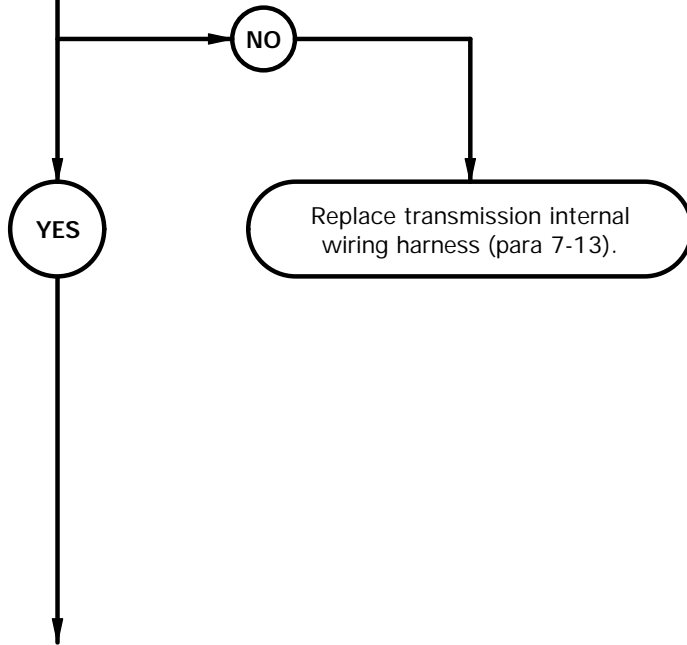 NO
YES
Replace transmission internal
wiring harness (para 7-13).